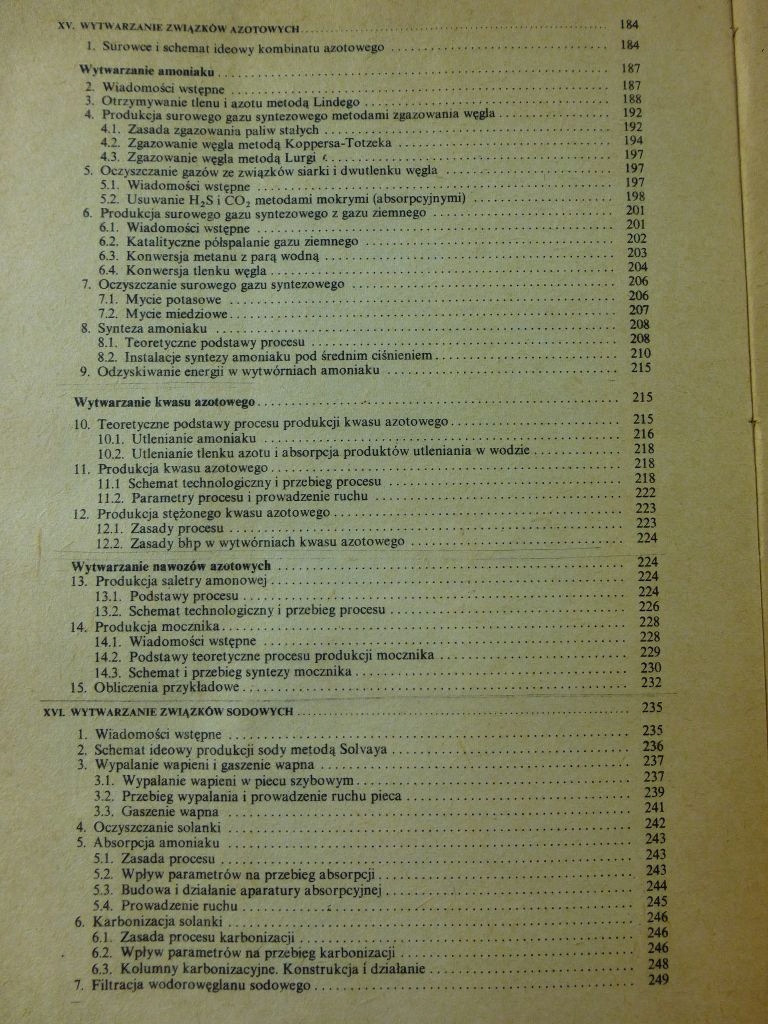 XV. WYTWARZANIE ZWIĄZKÓW AZOTOWYCH ........ 184
1. Surowce i schemat ideowy kombinatu azotowego ........ 184
Wytwarzanie amoniaku ........ 187
2. Wiadomości wstępne ........ 187
3. Otrzymywanie tlenu i azotu metodą Lindego ........ 188
4. Produkcja surowego gazu syntezowego metodami zgazowania węgla ........ 192
4.1. Zasada zgazowania paliw stałych ........ 192
4.2. Zgazowanie węgla metodą Koppersa-Totzeka ........ 194
4.3. Zgazowanie węgla metodą Lurgi ........ 197
5. Oczyszczanie gazów ze związków siarki i dwutlenku węgla ........ 197
5.1. Wiadomości wstępne ........ 197
5.2. Usuwanie H₂S i CO₂ metodami mokrymi (absorpcyjnymi) ........ 198
6. Produkcja surowego gazu syntezowego z gazu ziemnego ........ 201
6.1. Wiadomości wstępne ........ 201
6.2. Katalityczne półspalanie gazu ziemnego ........ 202
6.3. Konwersja metanu z parą wodną ........ 203
6.4. Konwersja tlenku węgla ........ 204
7. Oczyszczanie surowego gazu syntezowego ........ 206
7.1. Mycie potasowe ........ 206
7.2. Mycie miedziowe ........ 207
8. Synteza amoniaku ........ 208
8.1. Teoretyczne podstawy procesu ........ 208
8.2. Instalacje syntezy amoniaku pod średnim ciśnieniem ........ 210
9. Odzyskiwanie energii w wytwórniach amoniaku ........ 215
Wytwarzanie kwasu azotowego ........ 215
10. Teoretyczne podstawy procesu produkcji kwasu azotowego ........ 215
10.1. Utlenianie amoniaku ........ 216
10.2. Utlenianie tlenku azotu i absorpcja produktów utleniania w wodzie ........ 218
11. Produkcja kwasu azotowego ........ 218
11.1 Schemat technologiczny i przebieg procesu ........ 218
11.2. Parametry procesu i prowadzenie ruchu ........ 222
12. Produkcja stężonego kwasu azotowego ........ 223
12.1. Zasady procesu ........ 223
12.2. Zasady bhp w wytwórniach kwasu azotowego ........ 224
Wytwarzanie nawozów azotowych ........ 224
13. Produkcja saletry amonowej ........ 224
13.1. Podstawy procesu ........ 224
13.2. Schemat technologiczny i przebieg procesu ........ 226
14. Produkcja mocznika ........ 228
14.1. Wiadomości wstępne ........ 228
14.2. Podstawy teoretyczne procesu produkcji mocznika ........ 229
14.3. Schemat i przebieg syntezy mocznika ........ 230
15. Obliczenia przykładowe ........ 232
XVI. WYTWARZANIE ZWIĄZKÓW SODOWYCH ........ 235
1. Wiadomości wstępne ........ 235
2. Schemat ideowy produkcji sody metodą Solvaya ........ 236
3. Wypalanie wapieni i gaszenie wapna ........ 237
3.1. Wypalanie wapieni w piecu szybowym ........ 237
3.2. Przebieg wypalania i prowadzenie ruchu pieca ........ 239
3.3. Gaszenie wapna ........ 241
4. Oczyszczanie solanki ........ 242
5. Absorpcja amoniaku ........ 243
5.1. Zasada procesu ........ 243
5.2. Wpływ parametrów na przebieg absorpcji ........ 243
5.3. Budowa i działanie aparatury absorpcyjnej ........ 244
5.4. Prowadzenie ruchu ........ 245
6. Karbonizacja solanki ........ 246
6.1. Zasada procesu karbonizacji ........ 246
6.2. Wpływ parametrów na przebieg karbonizacji ........ 246
6.3. Kolumny karbonizacyjne. Konstrukcja i działanie ........ 248
7. Filtracja wodorowęglanu sodowego ........ 249